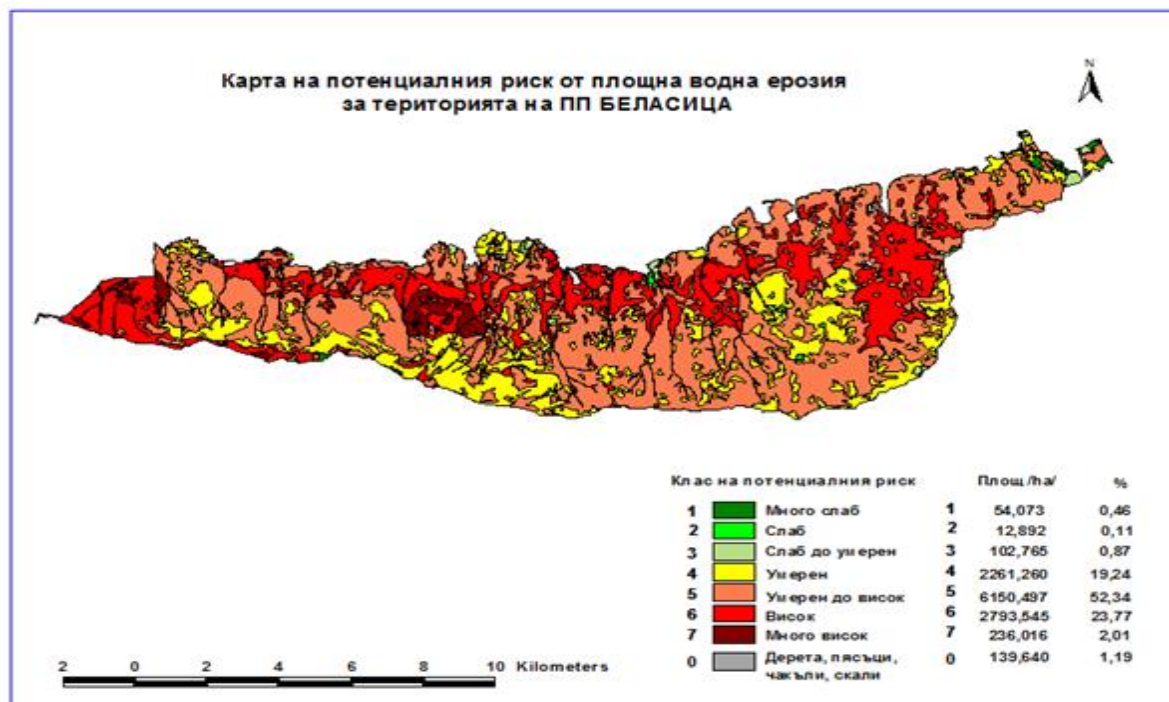 Карта на потенциалния риск от площна водна ерозия
за територията на ПП БЕЛАСИЦА
N
Клас на потенциалния риск Площ /ha/ %
1 Много слаб 1 54,073 0,46
2 Слаб 2 12,892 0,11
3 Слаб до умерен 3 102,765 0,87
4 Умерен 4 2261,260 19,24
5 Умерен до висок 5 6150,497 52,34
6 Висок 6 2793,545 23,77
7 Много висок 7 236,016 2,01
0 Дерета, пясъци, 0 139,640 1,19
чакъли, скали
2 0 2 4 6 8 10 Kilometers